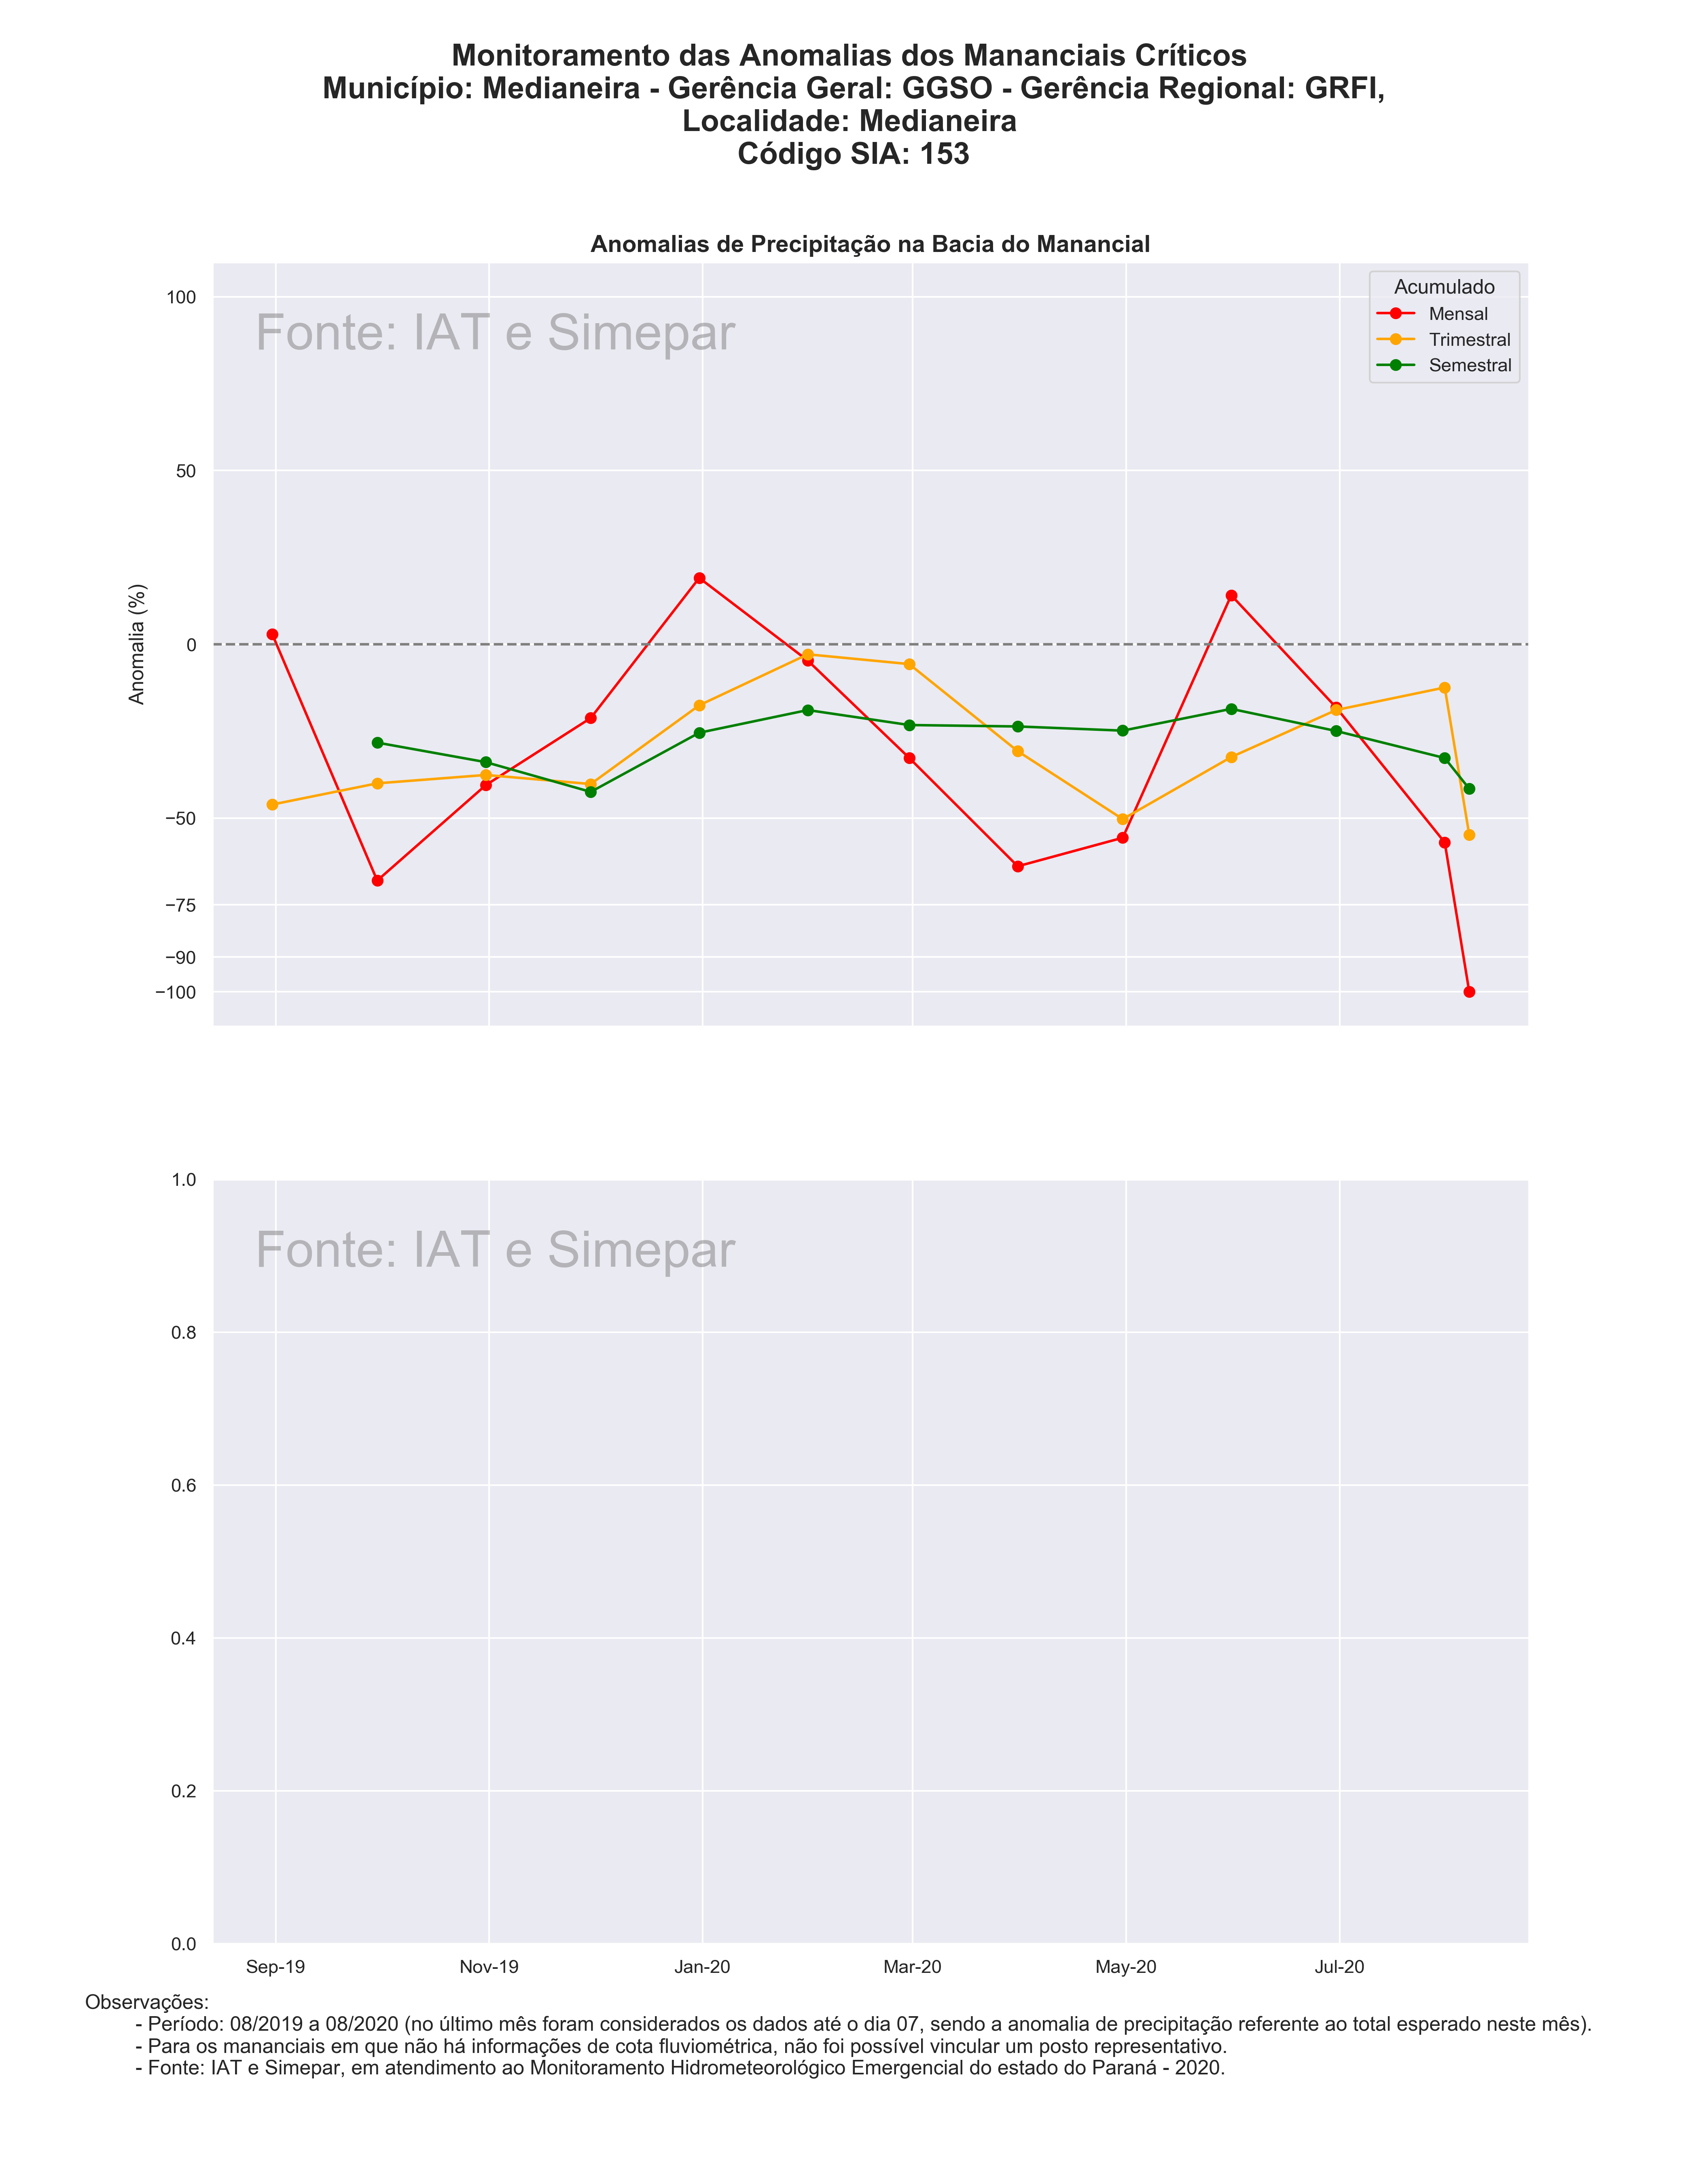 Monitoramento das Anomalias dos Mananciais Críticos
Município: Medianeira - Gerência Geral: GGSO - Gerência Regional: GRFI,
Localidade: Medianeira
Código SIA: 153
Anomalias de Precipitação na Bacia do Manancial
Fonte: IAT e Simepar
Acumulado
Mensal
Trimestral
Semestral
Anomalia (%)
100
50
0
−50
−75
−90
−100
Fonte: IAT e Simepar
1.0
0.8
0.6
0.4
0.2
0.0
Sep-19 Nov-19 Jan-20 Mar-20 May-20 Jul-20
Observações:
- Período: 08/2019 a 08/2020 (no último mês foram considerados os dados até o dia 07, sendo a anomalia de precipitação referente ao total esperado neste mês).
- Para os mananciais em que não há informações de cota fluviométrica, não foi possível vincular um posto representativo.
- Fonte: IAT e Simepar, em atendimento ao Monitoramento Hidrometeorológico Emergencial do estado do Paraná - 2020.